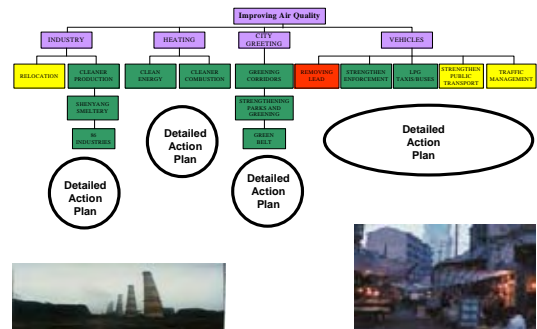 Improving Air Quality
INDUSTRY
HEATING
CITY
GREETING
VEHICLES
RELOCATION
CLEANER
PRODUCTION
CLEAN
ENERGY
CLEANER
COMBUSTION
GREENING
CORRIDORS
REMOVING
LEAD
STRENGTHEN
ENFORCEMENT
LPG
TAXIS/BUSES
STRENGTHEN
PUBLIC
TRANSPORT
TRAFFIC
MANAGEMENT
SHENYANG
SMELTERY
STRENGTHENING
PARKS AND
GREENING
INDUSTRIES
GREEN
BELT
Detailed
Action
Plan
Detailed
Action
Plan
Detailed
Action
Plan
Detailed
Action
Plan